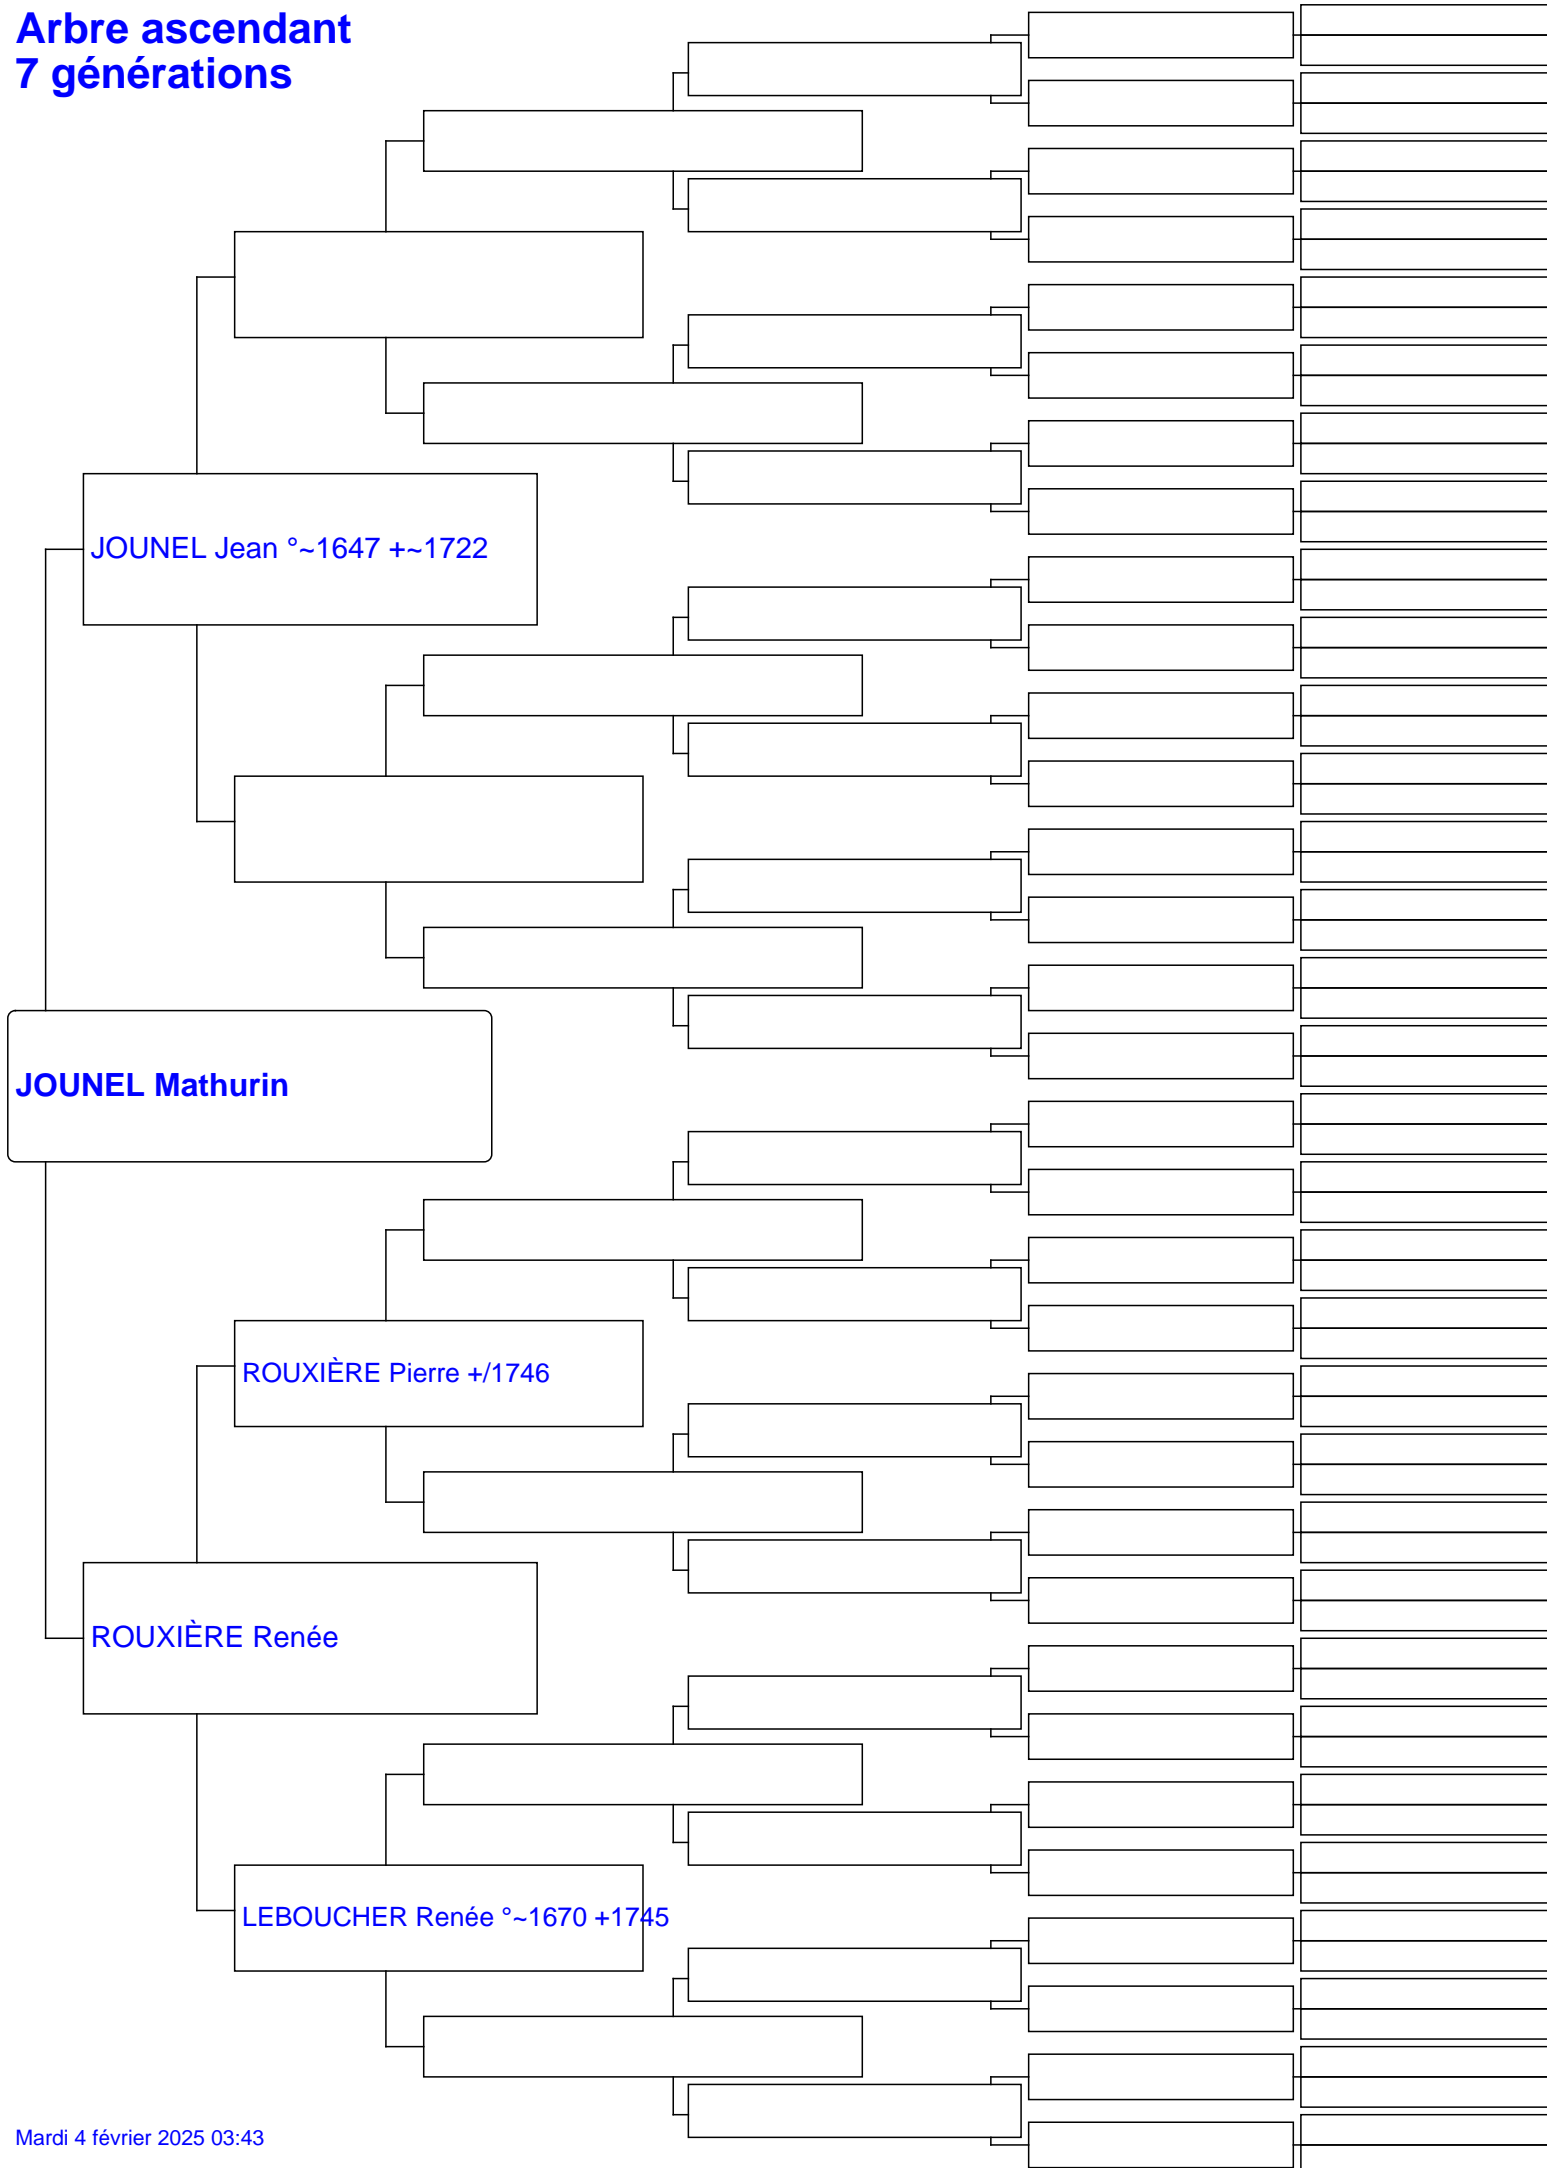 Arbre ascendant
7 générations
JOUNEL Jean °~1647 +~1722
JOUNEL Mathurin
ROUXIÈRE Pierre +/1746
ROUXIÈRE Renée
LEBOUCHER Renée °~1670 +1745
Mardi 4 février 2025 03:43